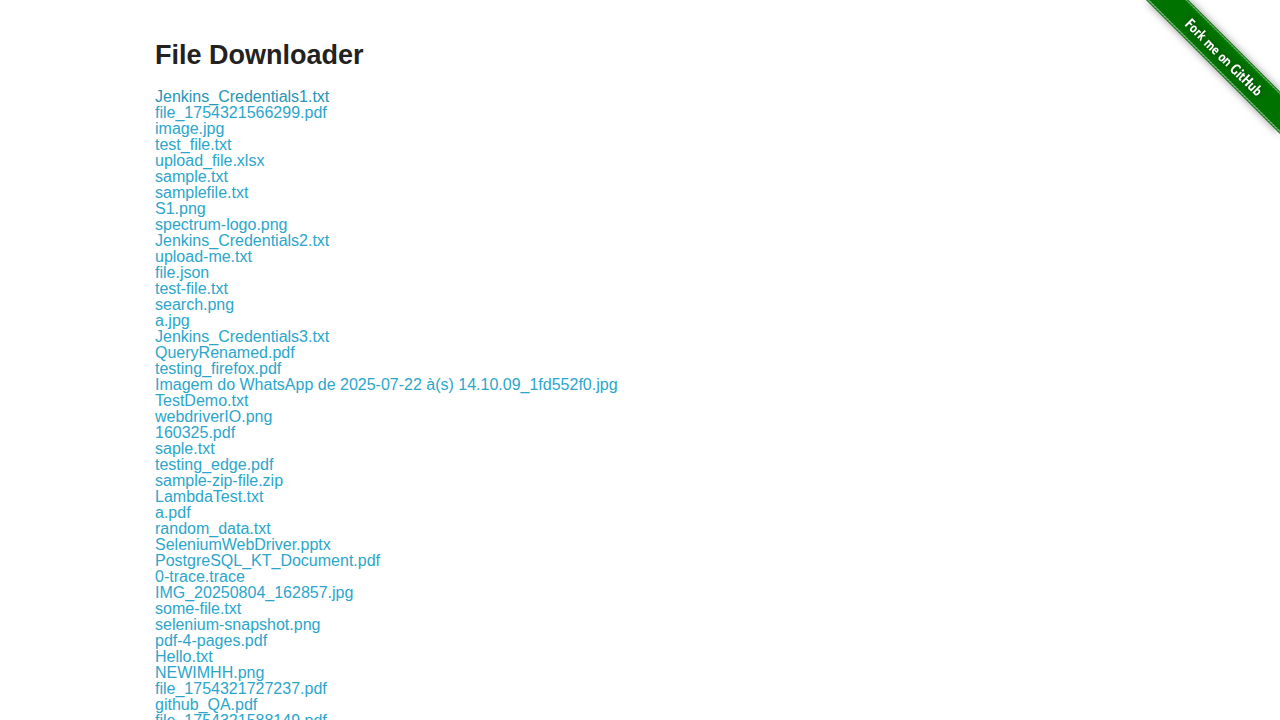 File Downloader
Fork me on GitHub
Jenkins_Credentials1.txt
file_1754321566299.pdf
image.jpg
test_file.txt
upload_file.xlsx
sample.txt
samplefile.txt
S1.png
spectrum-logo.png
Jenkins_Credentials2.txt
upload-me.txt
file.json
test-file.txt
search.png
a.jpg
Jenkins_Credentials3.txt
QueryRenamed.pdf
testing_firefox.pdf
Imagem do WhatsApp de 2025-07-22 à(s) 14.10.09_1fd552f0.jpg
TestDemo.txt
webdriverIO.png
160325.pdf
saple.txt
testing_edge.pdf
sample-zip-file.zip
LambdaTest.txt
a.pdf
random_data.txt
SeleniumWebDriver.pptx
PostgreSQL_KT_Document.pdf
0-trace.trace
IMG_20250804_162857.jpg
some-file.txt
selenium-snapshot.png
pdf-4-pages.pdf
Hello.txt
NEWIMHH.png
file_1754321727237.pdf
github_QA.pdf
file_1754321588149.pdf